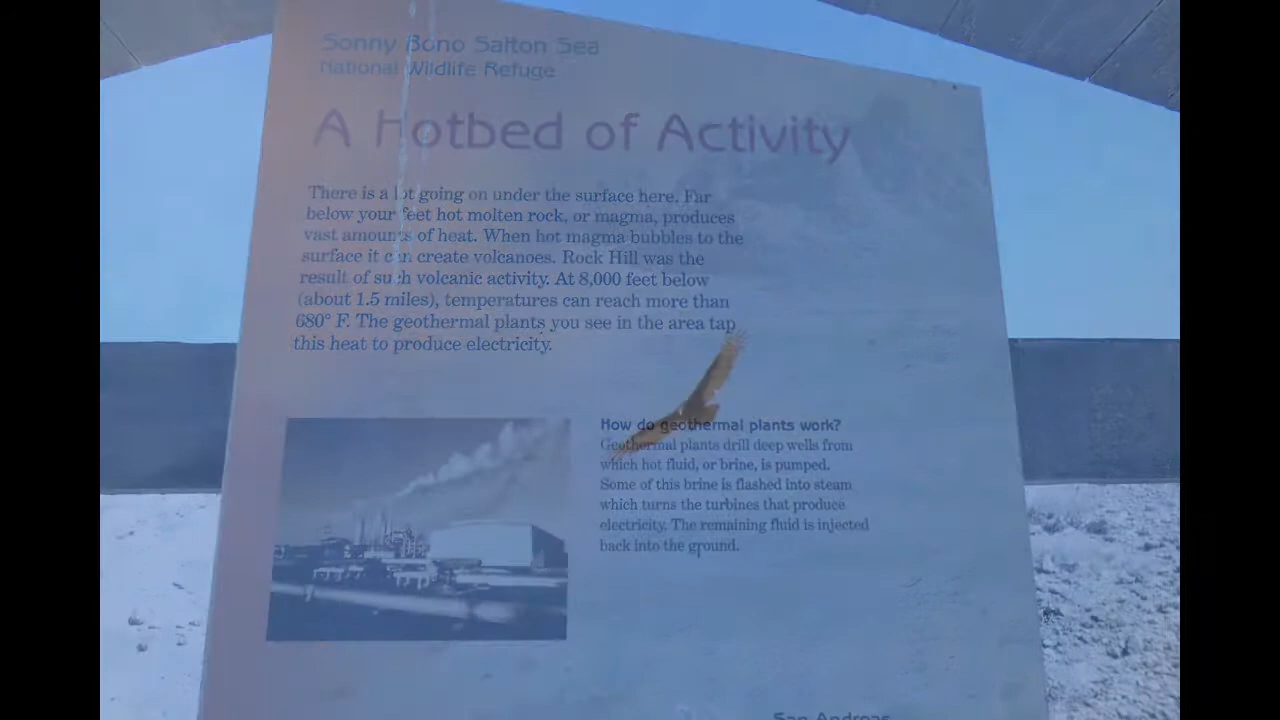 Sonny Bono Salton Sea
National Wildlife Refuge
A Hotbed of Activity
There is a lot going on under the surface here. Far
below your feet hot molten rock, or magma, produces
vast amounts of heat. When hot magma bubbles to the
surface it can create volcanoes. Rock Hill was the
result of such volcanic activity. At 8,000 feet below
(about 1.5 miles), temperatures can reach more than
680° F. The geothermal plants you see in the area tap
this heat to produce electricity.
How do geothermal plants work?
Geothermal plants drill deep wells from
which hot fluid, or brine, is pumped.
Some of this brine is flashed into steam
which turns the turbines that produce
electricity. The remaining fluid is injected
back into the ground.
San Andreas